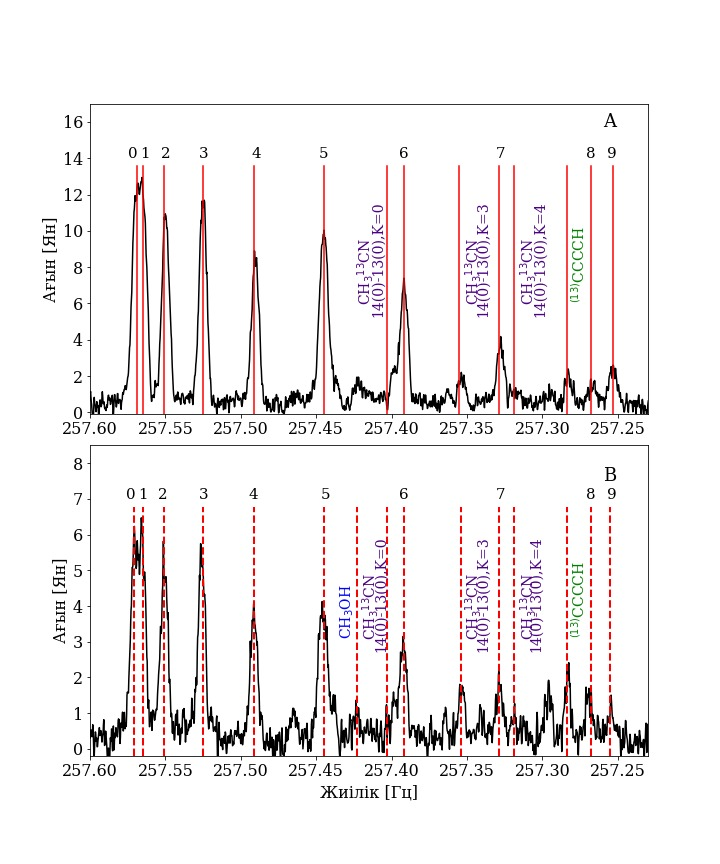 A
16
14
12
10
8
6
4
2
0
Ағын [Ян]
0 1 2 3 4 5 6 7 8 9
CH₃¹³CN
14(0)-13(0),K=0
CH₃¹³CN
14(0)-13(0),K=3
CH₃¹³CN
14(0)-13(0),K=4
⁽¹³⁾CCCCH
257.60 257.55 257.50 257.45 257.40 257.35 257.30 257.25
B
8
7
6
5
4
3
2
1
0
Ағын [Ян]
0 1 2 3 4 5 6 7 8 9
CH₃OH
CH₃¹³CN
14(0)-13(0),K=0
CH₃¹³CN
14(0)-13(0),K=3
CH₃¹³CN
14(0)-13(0),K=4
⁽¹³⁾CCCCH
257.60 257.55 257.50 257.45 257.40 257.35 257.30 257.25
Жиілік [Гц]